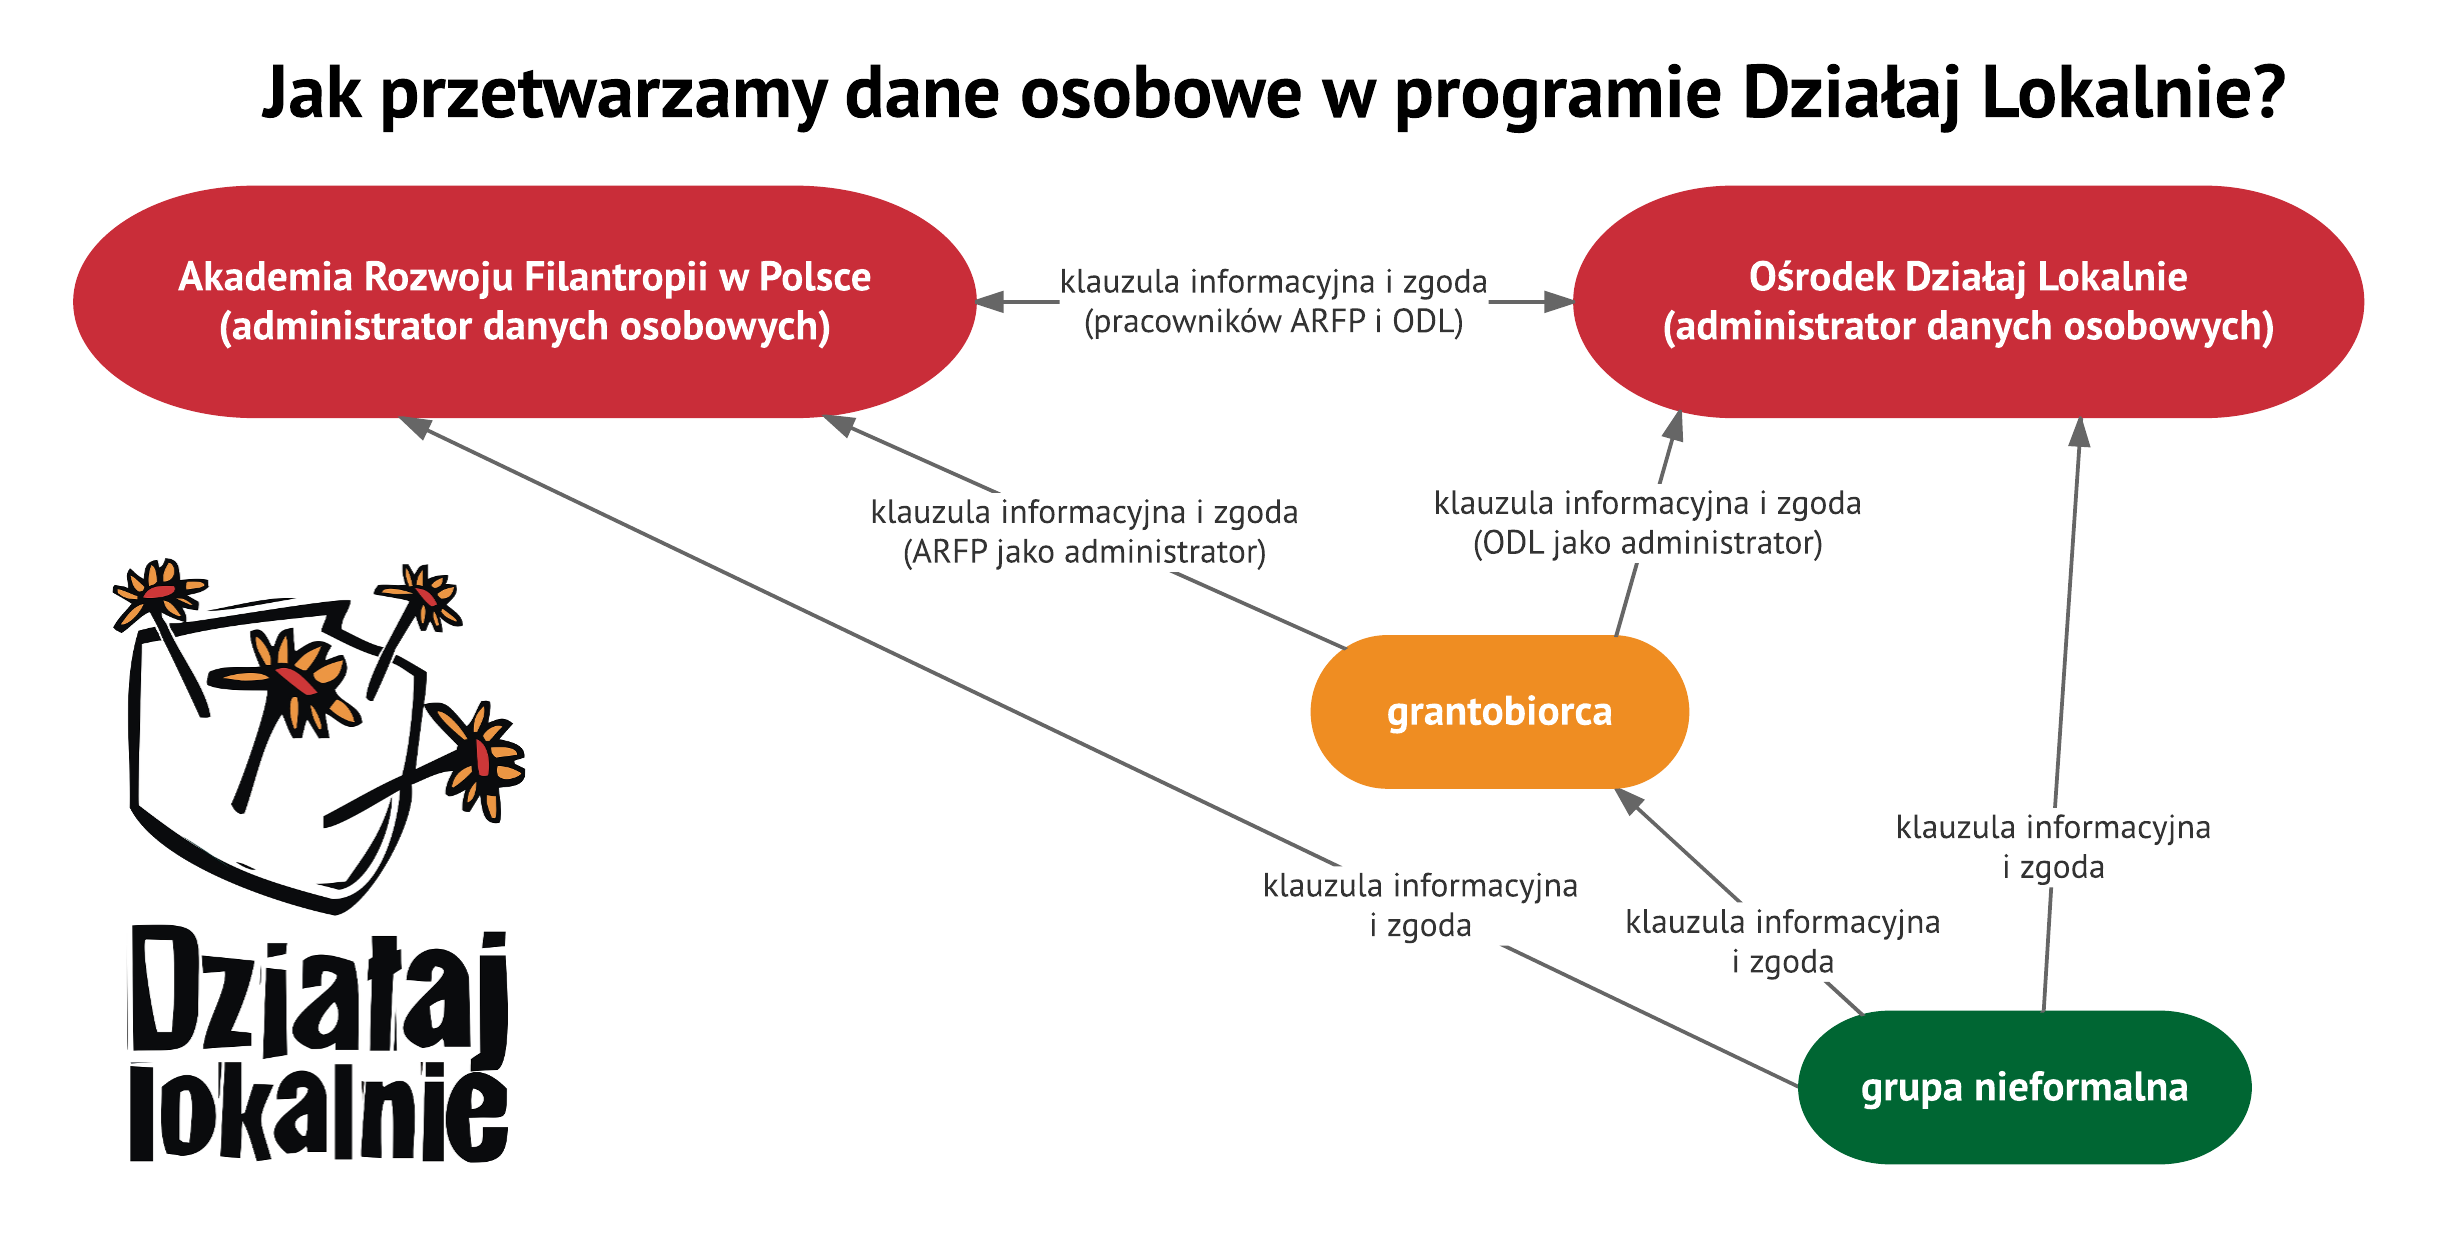 Jak przetwarzamy dane osobowe w programie Działaj Lokalnie?
Akademia Rozwoju Filantropii w Polsce
(administrator danych osobowych)
klauzula informacyjna i zgoda
(pracowników ARFP i ODL)
Ośrodek Działaj Lokalnie
(administrator danych osobowych)
klauzula informacyjna i zgoda
(ARFP jako administrator)
klauzula informacyjna i zgoda
(ODL jako administrator)
grantobiorca
klauzula informacyjna
i zgoda
klauzula informacyjna
i zgoda
klauzula informacyjna
i zgoda
grupa nieformalna
Działaj
lokalnie